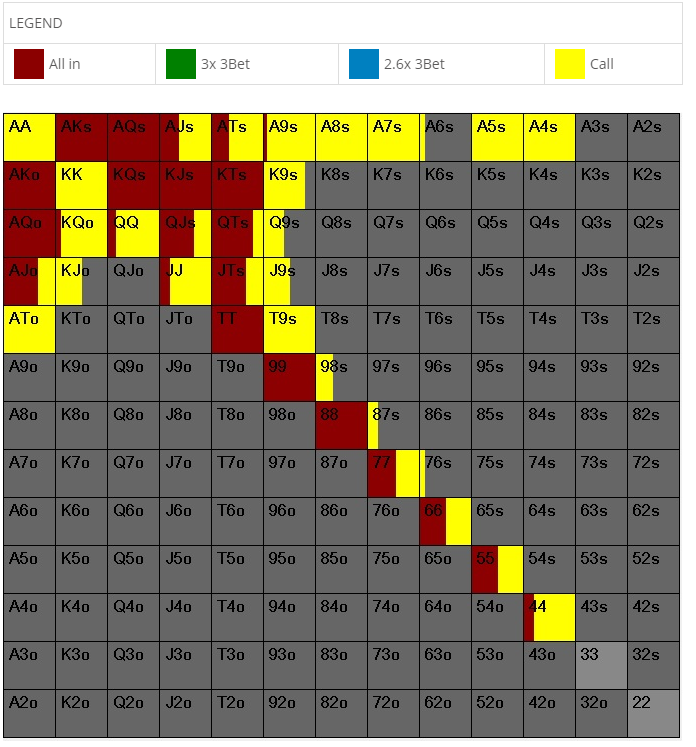 LEGEND
All in 3x 3Bet 2.6x 3Bet Call
AA AKs AQs AJs ATs A9s A8s A7s A6s A5s A4s A3s A2s
AKo KK KQs KJs KTs K9s K8s K7s K6s K5s K4s K3s K2s
AQo KQo QQ QJs QTs Q9s Q8s Q7s Q6s Q5s Q4s Q3s Q2s
AJo KJo QJo JJ JTs J9s J8s J7s J6s J5s J4s J3s J2s
ATo KTo QTo JTo TT T9s T8s T7s T6s T5s T4s T3s T2s
A9o K9o Q9o J9o T9o 99 98s 97s 96s 95s 94s 93s 92s
A8o K8o Q8o J8o T8o 98o 88 87s 86s 85s 84s 83s 82s
A7o K7o Q7o J7o T7o 97o 87o 77 76s 75s 74s 73s 72s
A6o K6o Q6o J6o T6o 96o 86o 76o 66 65s 64s 63s 62s
A5o K5o Q5o J5o T5o 95o 85o 75o 65o 55 54s 53s 52s
A4o K4o Q4o J4o T4o 94o 84o 74o 64o 54o 44 43s 42s
A3o K3o Q3o J3o T3o 93o 83o 73o 63o 53o 43o 33 32s
A2o K2o Q2o J2o T2o 92o 82o 72o 62o 52o 42o 32o 22